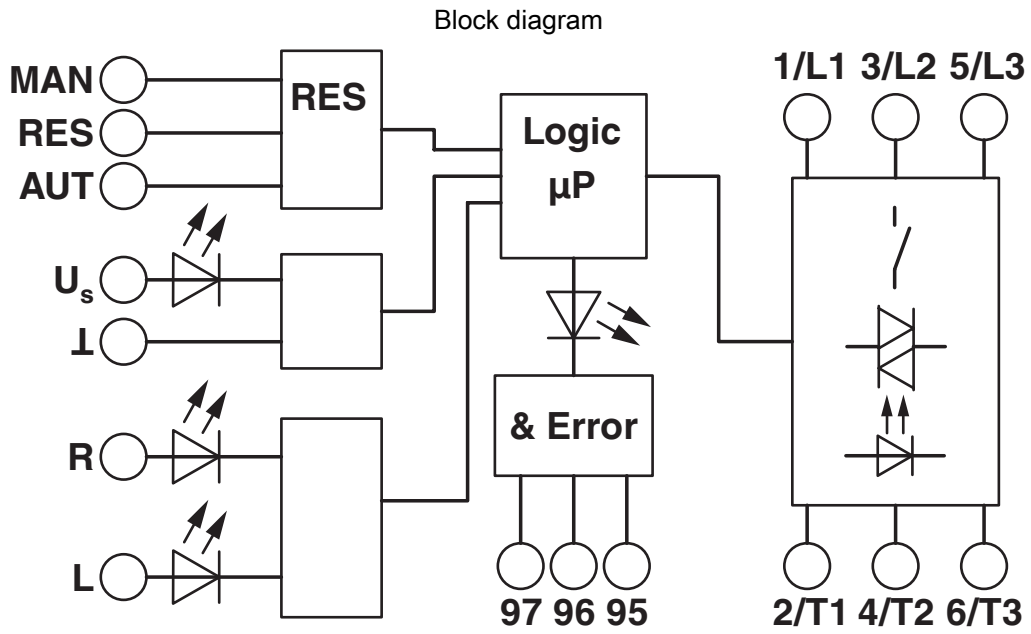 Block diagram
MAN
RES
AUT
RES
U_s
⊥
R
L
Logic
µP
& Error
97 96 95
1/L1 3/L2 5/L3
2/T1 4/T2 6/T3